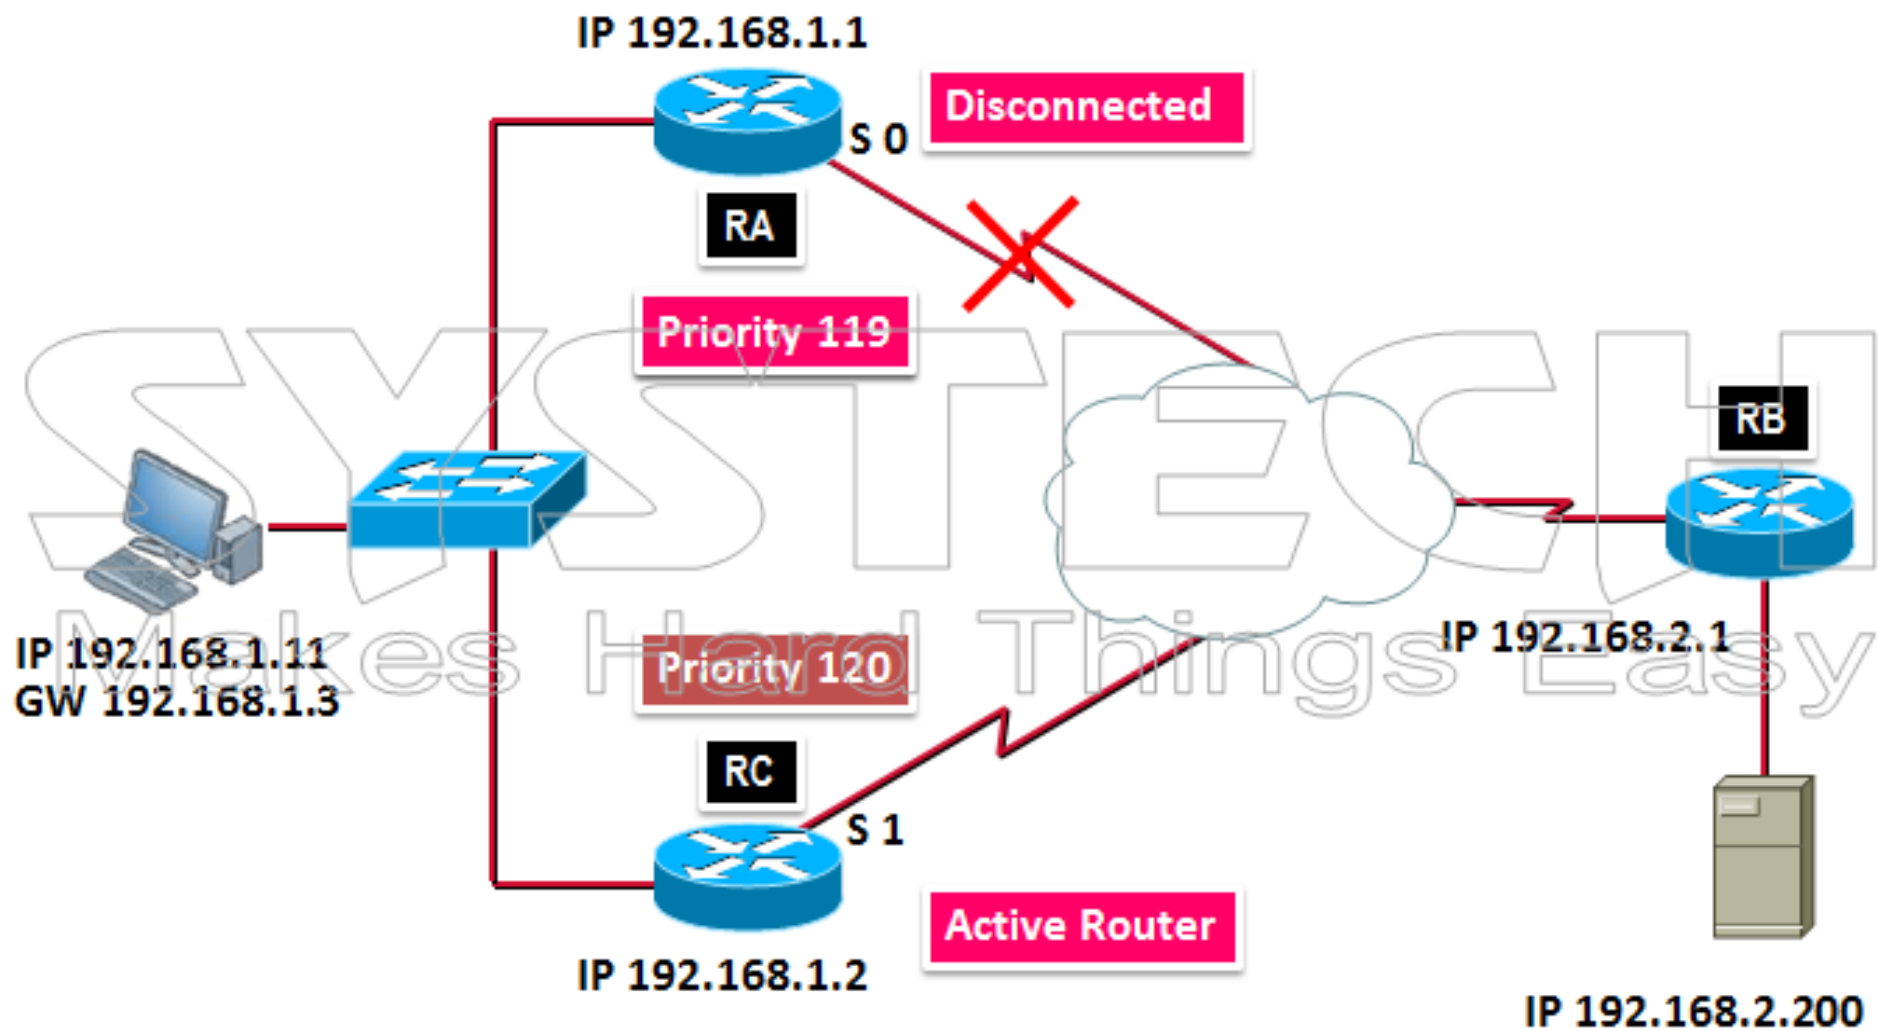 IP 192.168.1.1
Disconnected
S 0
RA
Priority 119
SYSTECH
RB
Makes Hard Things Easy
IP 192.168.1.11
GW 192.168.1.3
IP 192.168.2.1
Priority 120
RC
S 1
Active Router
IP 192.168.1.2
IP 192.168.2.200